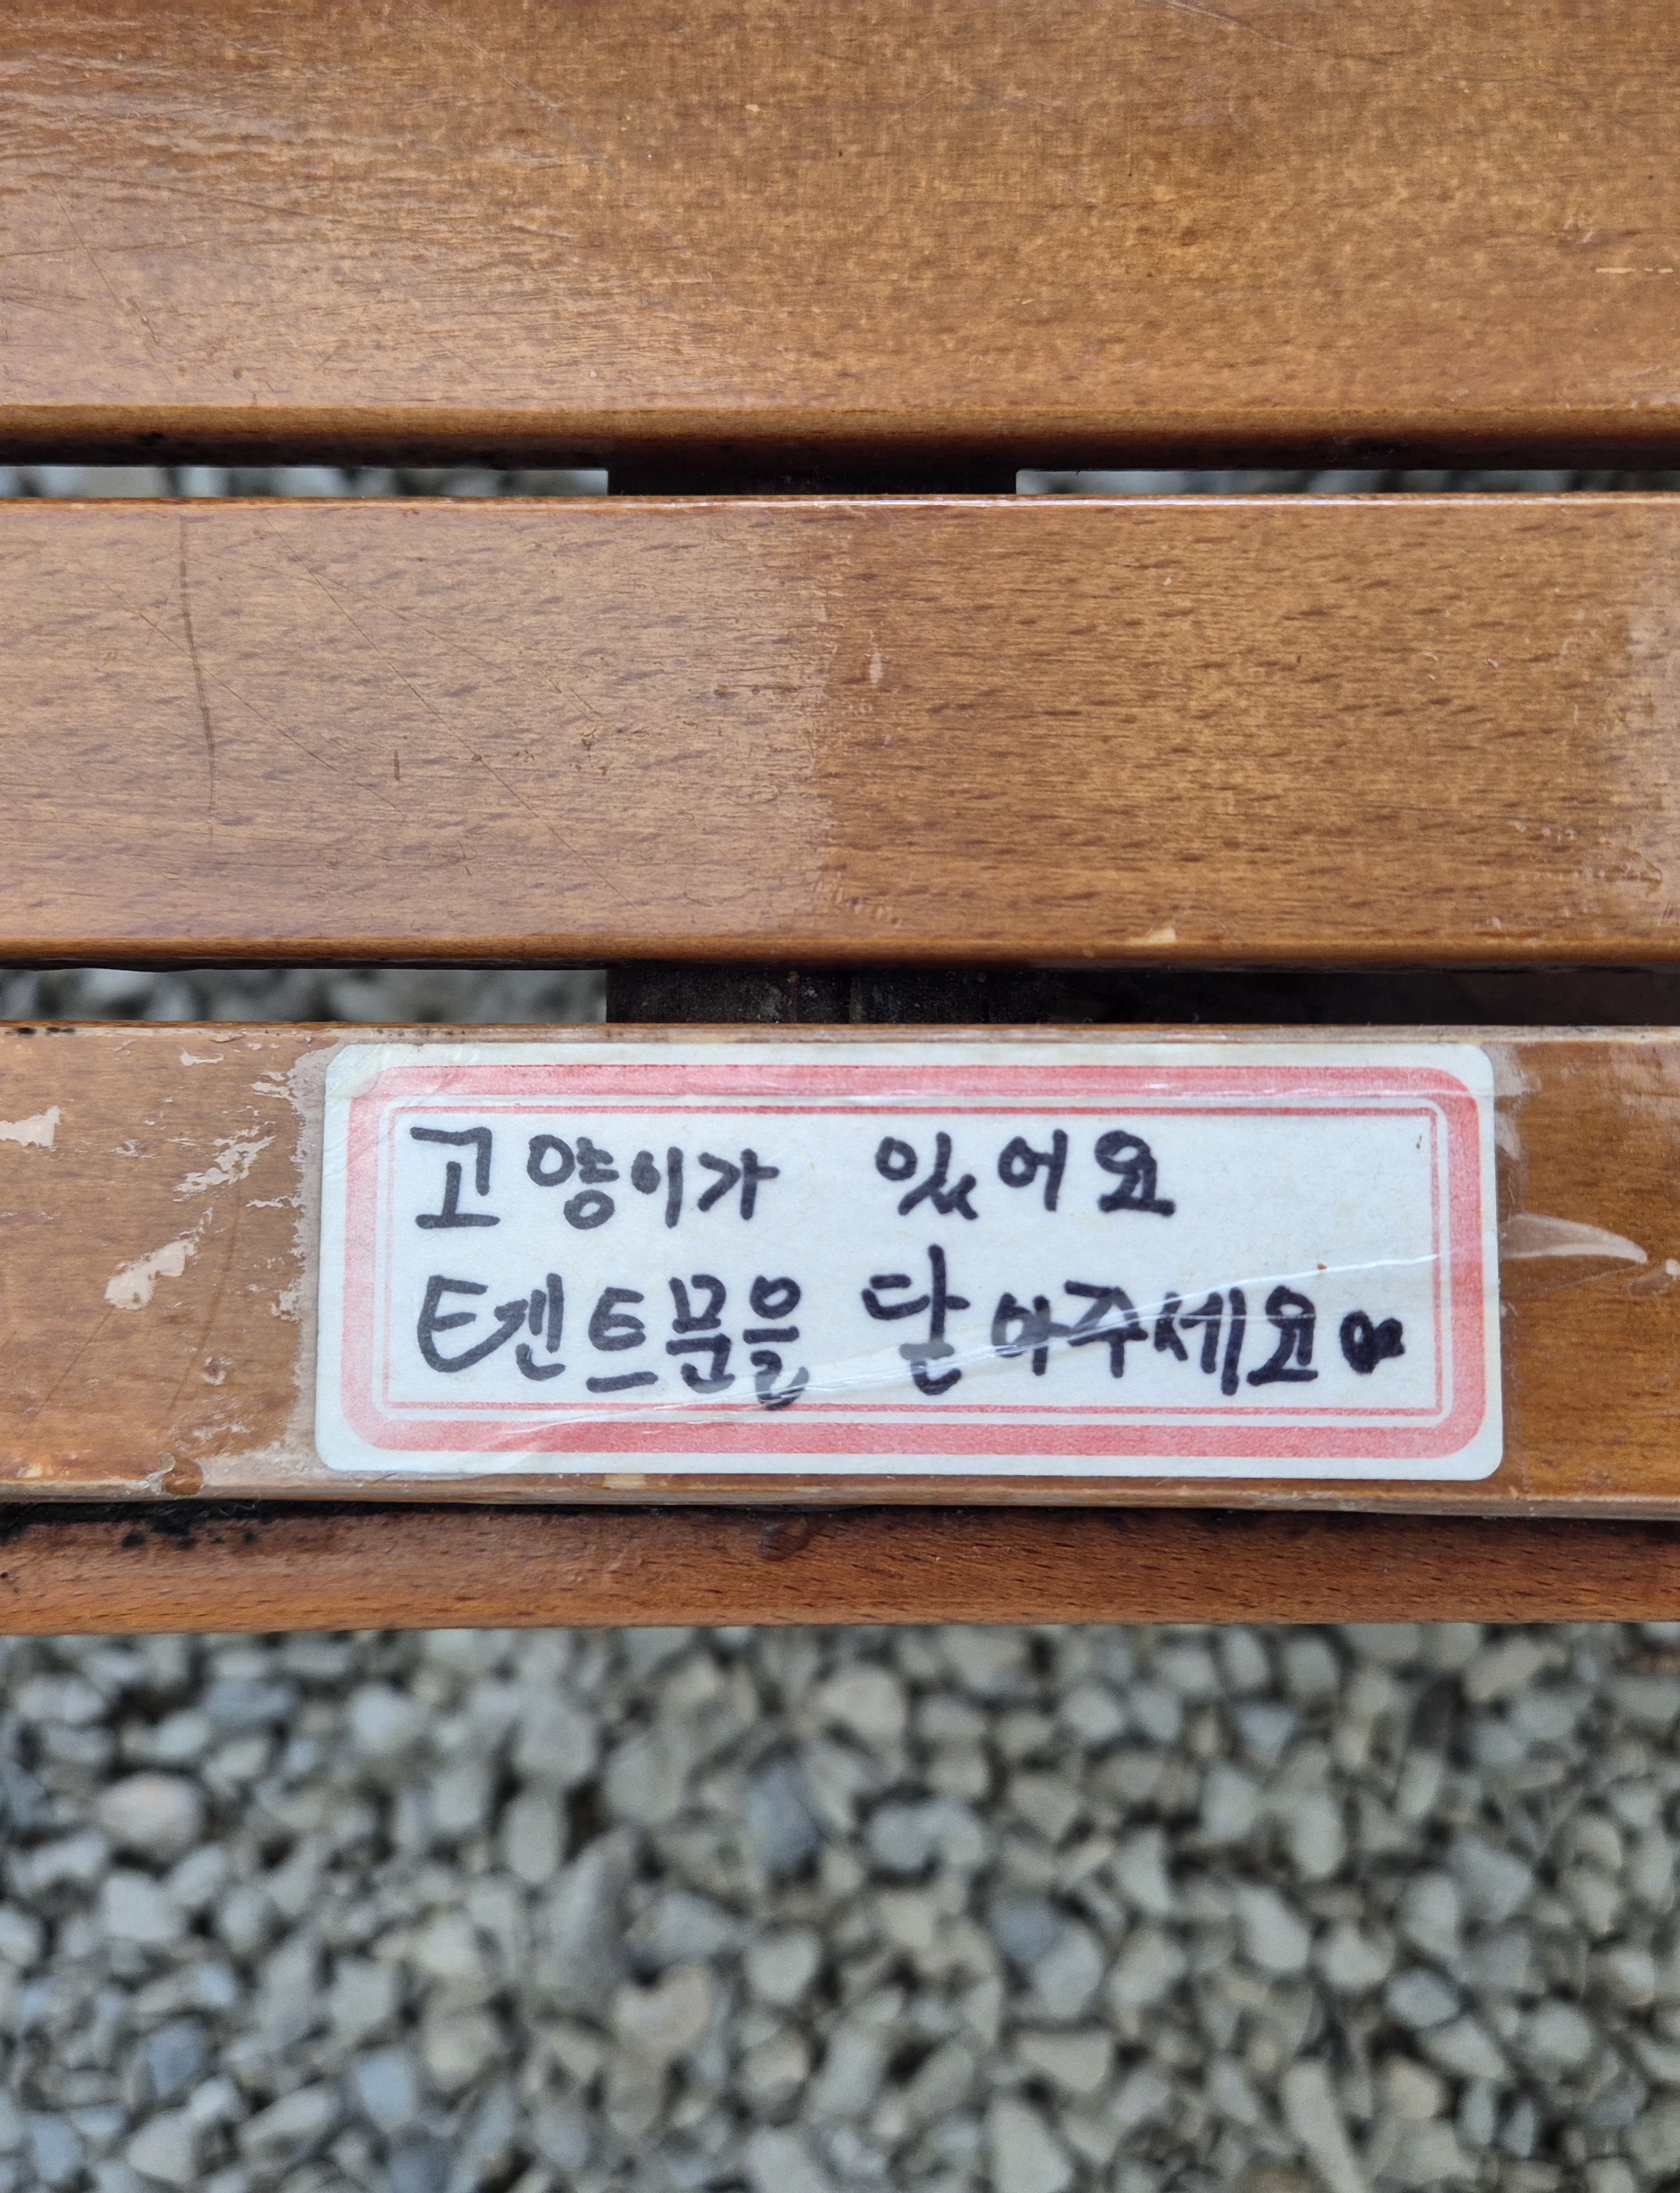 고양이가 있어요
텐트문을 닫아주세요